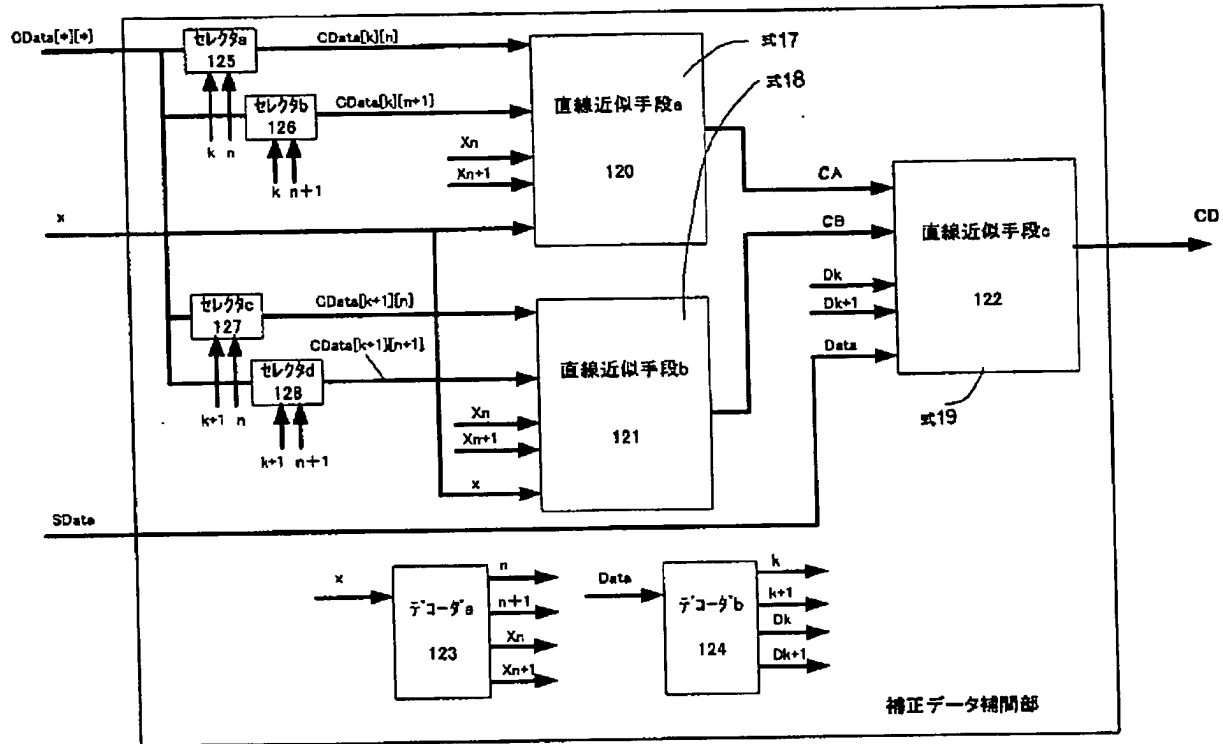 CData[*][*]
セレクタa
125
CData[k][n]
k n
セレクタb
126
CData[k][n+1]
k n+1
Xn
Xn+1
直線近似手段a
120
式17
式18
x
CA
CB
Dk
Dk+1
Data
直線近似手段c
122
CD
式19
セレクタc
127
CData[k+1][n]
k+1 n
セレクタd
128
CData[k+1][n+1]
k+1 n+1
Xn
Xn+1
x
直線近似手段b
121
SData
x
デコーダa
123
n
n+1
Xn
Xn+1
Data
デコーダb
124
k
k+1
Dk
Dk+1
補正データ補間部